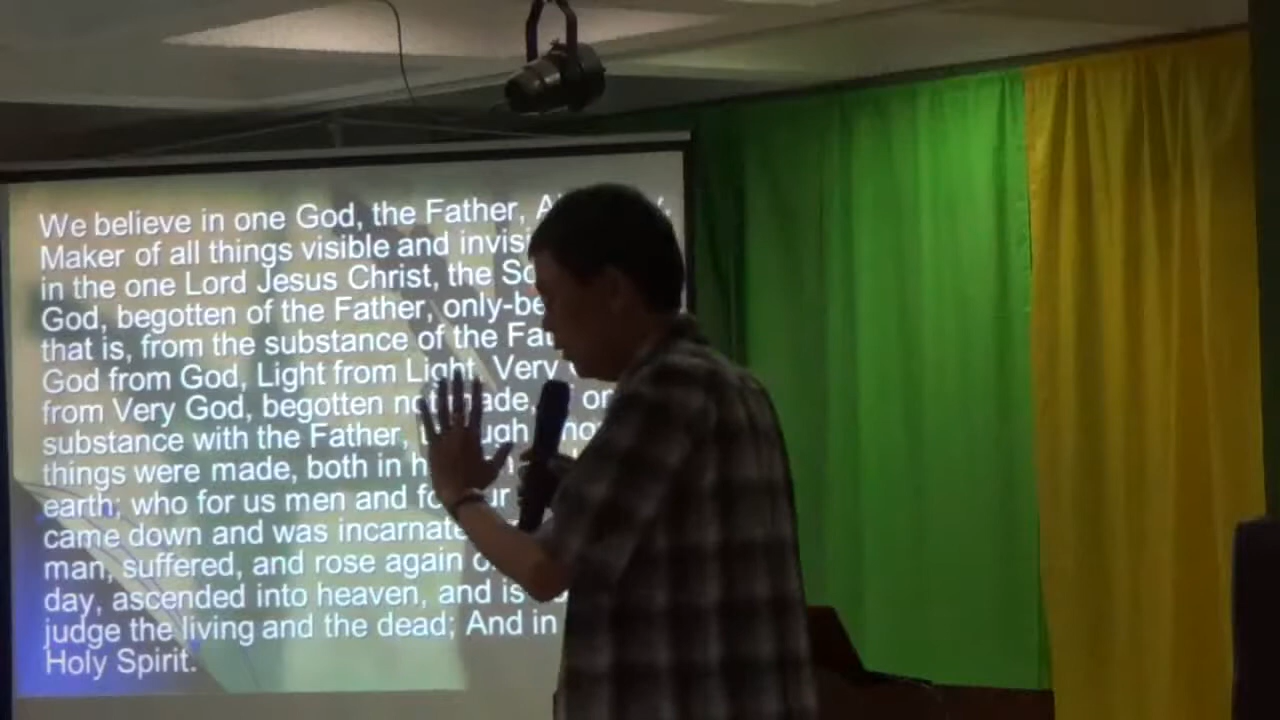 We believe in one God, the Father,
Maker of all things visible and
in the one Lord Jesus Christ, the
God, begotten of the Father,
that is, from the substance of the
God from God, Light from Light, Very
from Very God, begotten not made,
substance with the Father,
things were made, both in
earth; who for us men and
came down and was incarnate
man, suffered, and rose again
day, ascended into heaven, and is
judge the living and the dead; And in
Holy Spirit.